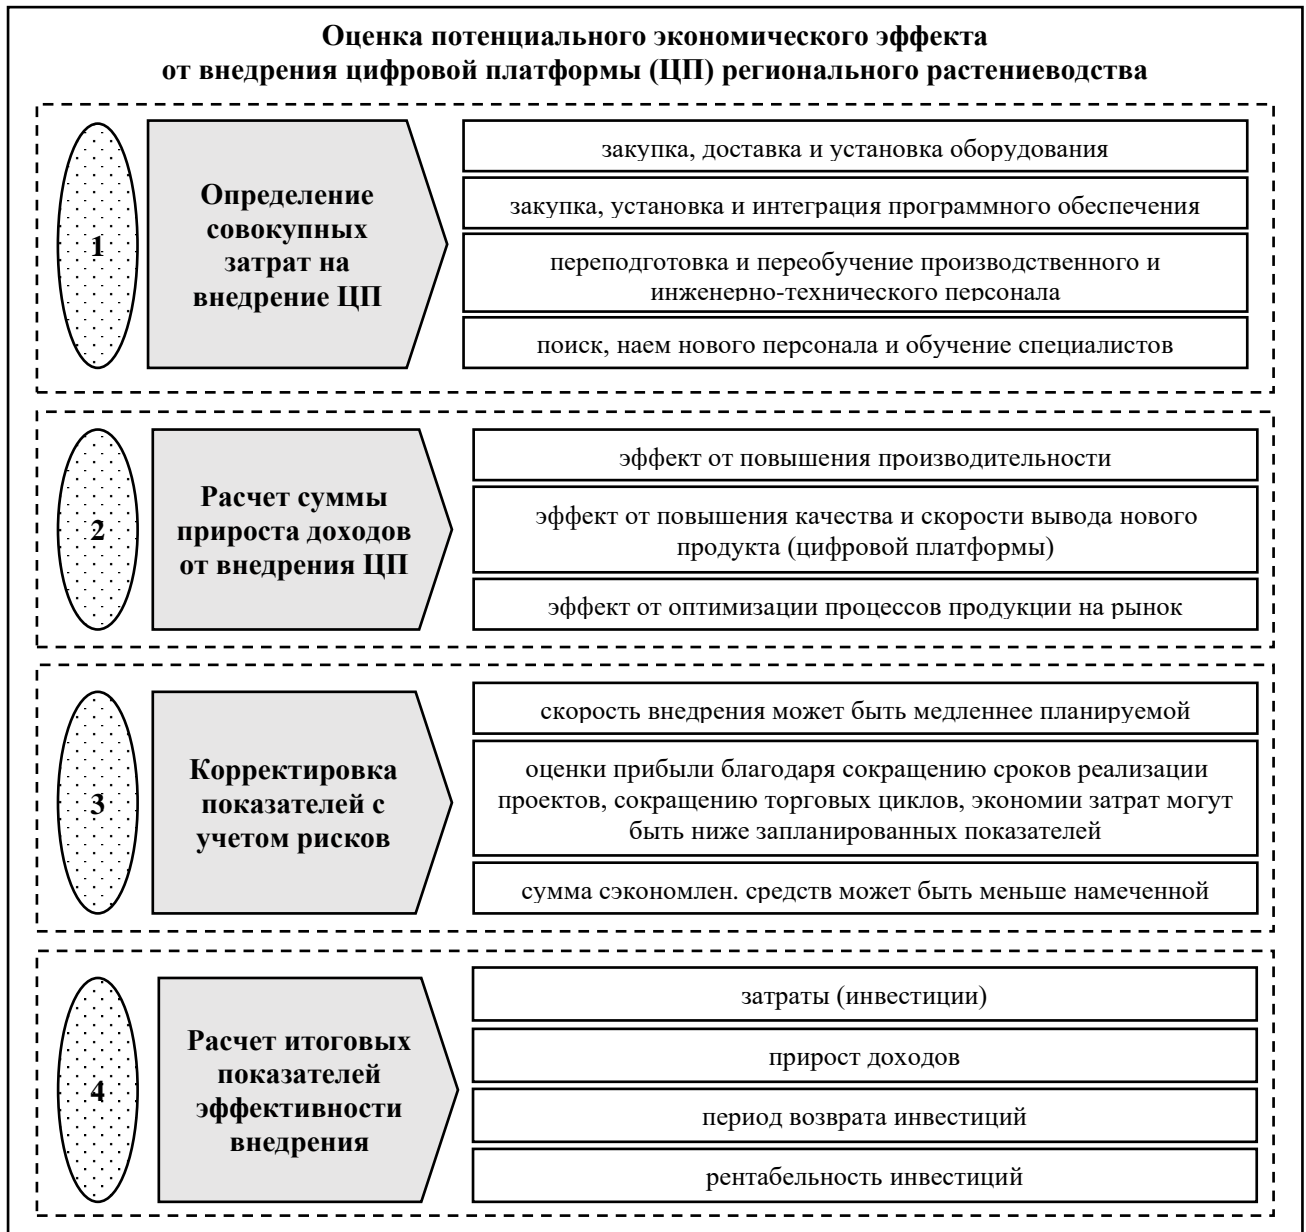 Оценка потенциального экономического эффекта
от внедрения цифровой платформы (ЦП) регионального растениеводства
1
Определение
совокупных
затрат на
внедрение ЦП
закупка, доставка и установка оборудования
закупка, установка и интеграция программного обеспечения
переподготовка и переобучение производственного и
инженерно-технического персонала
поиск, наем нового персонала и обучение специалистов
2
Расчет суммы
прироста доходов
от внедрения ЦП
эффект от повышения производительности
эффект от повышения качества и скорости вывода нового
продукта (цифровой платформы)
эффект от оптимизации процессов продукции на рынок
3
Корректировка
показателей с
учетом рисков
скорость внедрения может быть медленнее планируемой
оценки прибыли благодаря сокращению сроков реализации
проектов, сокращению торговых циклов, экономии затрат могут
быть ниже запланированных показателей
сумма сэкономлен. средств может быть меньше намеченной
4
Расчет итоговых
показателей
эффективности
внедрения
затраты (инвестиции)
прирост доходов
период возврата инвестиций
рентабельность инвестиций